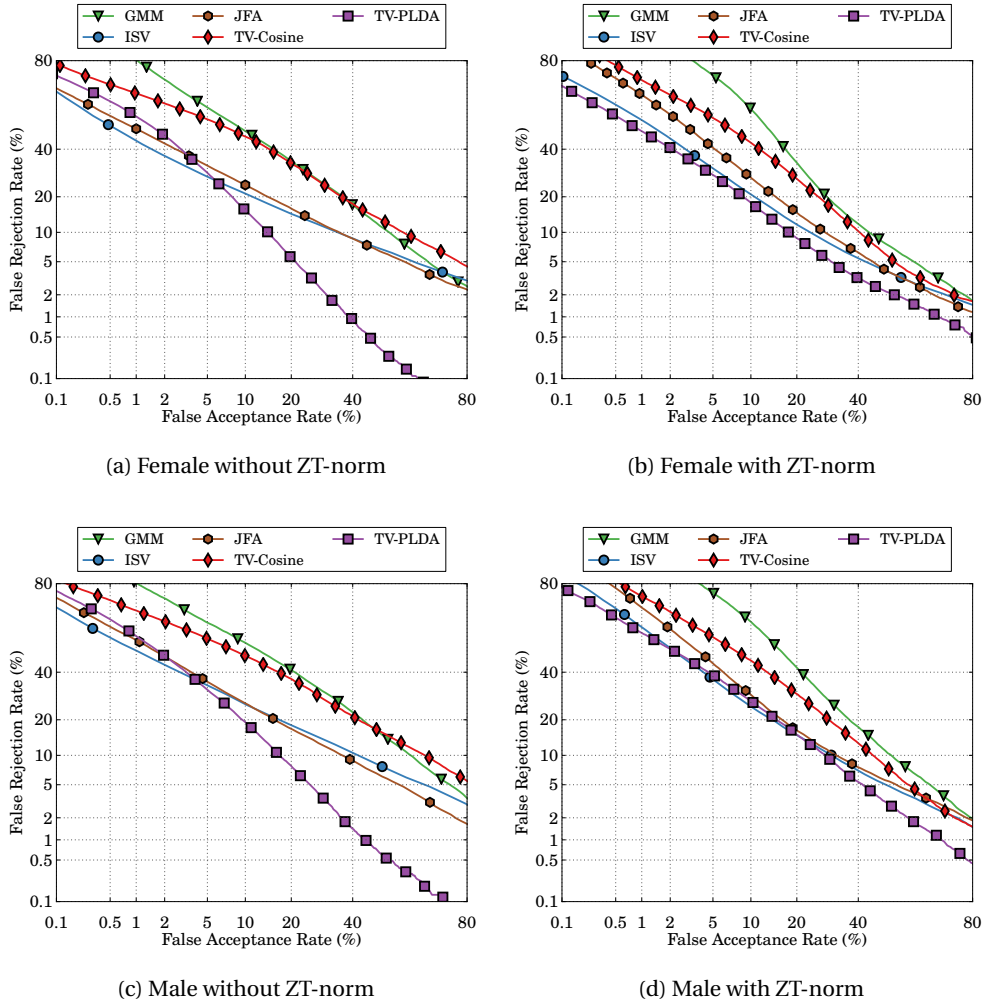 GMM JFA TV-PLDA
ISV TV-Cosine
80
40
20
10
5
2
1
0.5
0.1
False Rejection Rate (%)
0.1 0.5 1 2 5 10 20 40 80
False Acceptance Rate (%)
(a) Female without ZT-norm
GMM JFA TV-PLDA
ISV TV-Cosine
80
40
20
10
5
2
1
0.5
0.1
False Rejection Rate (%)
0.1 0.5 1 2 5 10 20 40 80
False Acceptance Rate (%)
(b) Female with ZT-norm
GMM JFA TV-PLDA
ISV TV-Cosine
80
40
20
10
5
2
1
0.5
0.1
False Rejection Rate (%)
0.1 0.5 1 2 5 10 20 40 80
False Acceptance Rate (%)
(c) Male without ZT-norm
GMM JFA TV-PLDA
ISV TV-Cosine
80
40
20
10
5
2
1
0.5
0.1
False Rejection Rate (%)
0.1 0.5 1 2 5 10 20 40 80
False Acceptance Rate (%)
(d) Male with ZT-norm